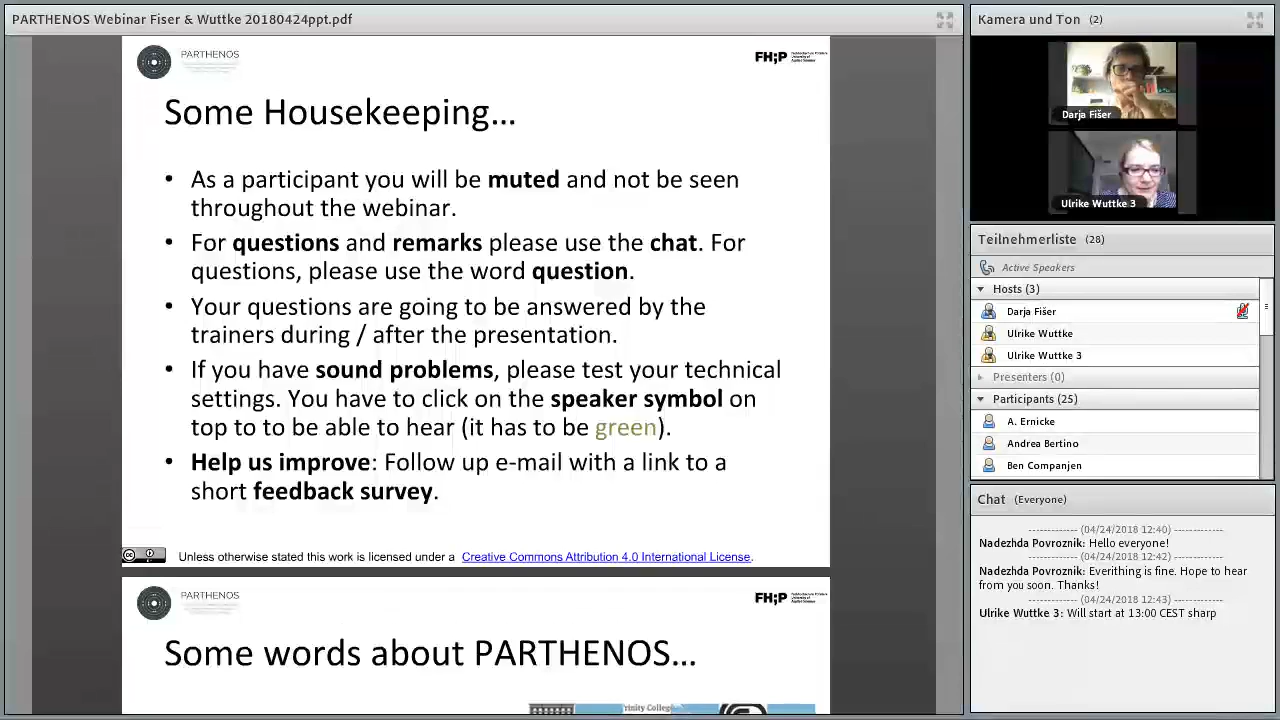 PARTHENOS Webinar Fiser & Wuttke 20180424ppt.pdf
PARTHENOS
FH;P
Some Housekeeping...
• As a participant you will be muted and not be seen
throughout the webinar.
• For questions and remarks please use the chat. For
questions, please use the word question.
• Your questions are going to be answered by the
trainers during / after the presentation.
• If you have sound problems, please test your technical
settings. You have to click on the speaker symbol on
top to to be able to hear (it has to be green).
• Help us improve: Follow up e-mail with a link to a
short feedback survey.
Unless otherwise stated this work is licensed under a Creative Commons Attribution 4.0 International License.
PARTHENOS
FH;P
Some words about PARTHENOS...
Trinity College
Kamera und Ton (2)
Darja Fišer
Ulrike Wuttke 3
Teilnehmerliste (28)
Active Speakers
Hosts (3)
Darja Fišer
Ulrike Wuttke
Ulrike Wuttke 3
Presenters (0)
Participants (25)
A. Ernicke
Andrea Bertino
Ben Companjen
Chat (Everyone)
------------ (04/24/2018 12:40) ------------
Nadezhda Povroznik: Hello everyone!
------------ (04/24/2018 12:42) ------------
Nadezhda Povroznik: Everithing is fine. Hope to hear
from you soon. Thanks!
------------ (04/24/2018 12:43) ------------
Ulrike Wuttke 3: Will start at 13:00 CEST sharp